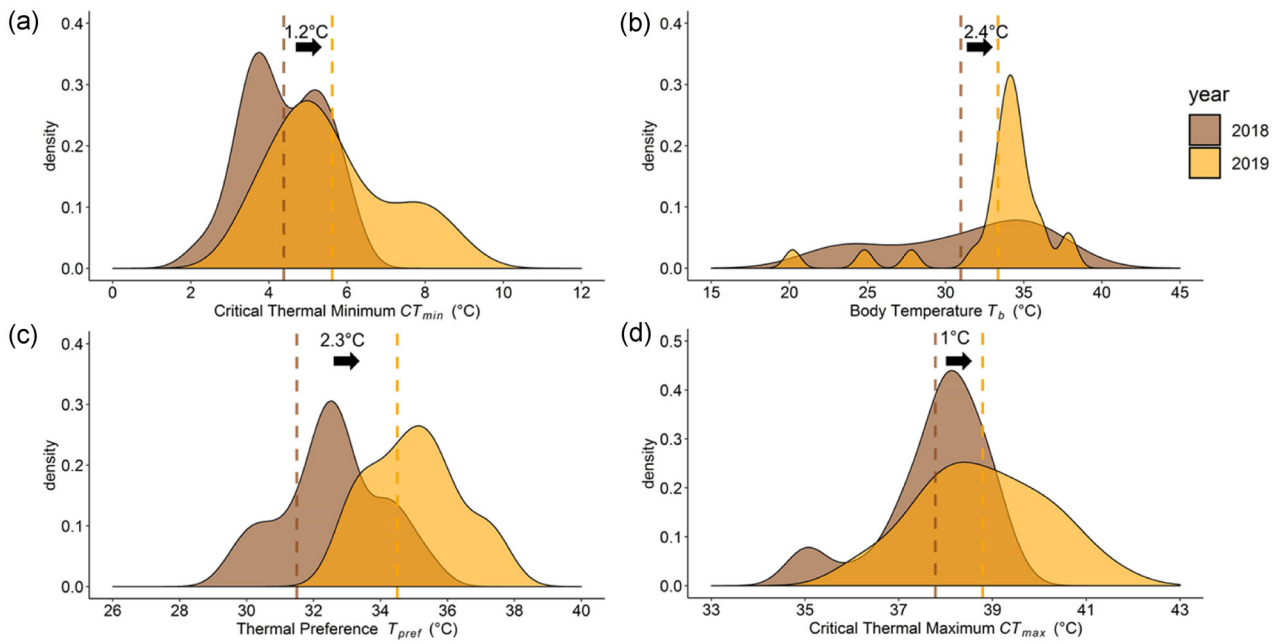 (a)
0.4
0.3
0.2
0.1
0.0
density
1.2°C
0 2 4 6 8 10 12
Critical Thermal Minimum CTmin (°C)
(b)
0.4
0.3
0.2
0.1
0.0
density
2.4°C
15 20 25 30 35 40 45
Body Temperature Tb (°C)
year
2018
2019
(c)
0.4
0.3
0.2
0.1
0.0
density
2.3°C
26 28 30 32 34 36 38 40
Thermal Preference Tpref (°C)
(d)
0.5
0.4
0.3
0.2
0.1
0.0
density
1°C
33 35 37 39 41 43
Critical Thermal Maximum CTmax (°C)